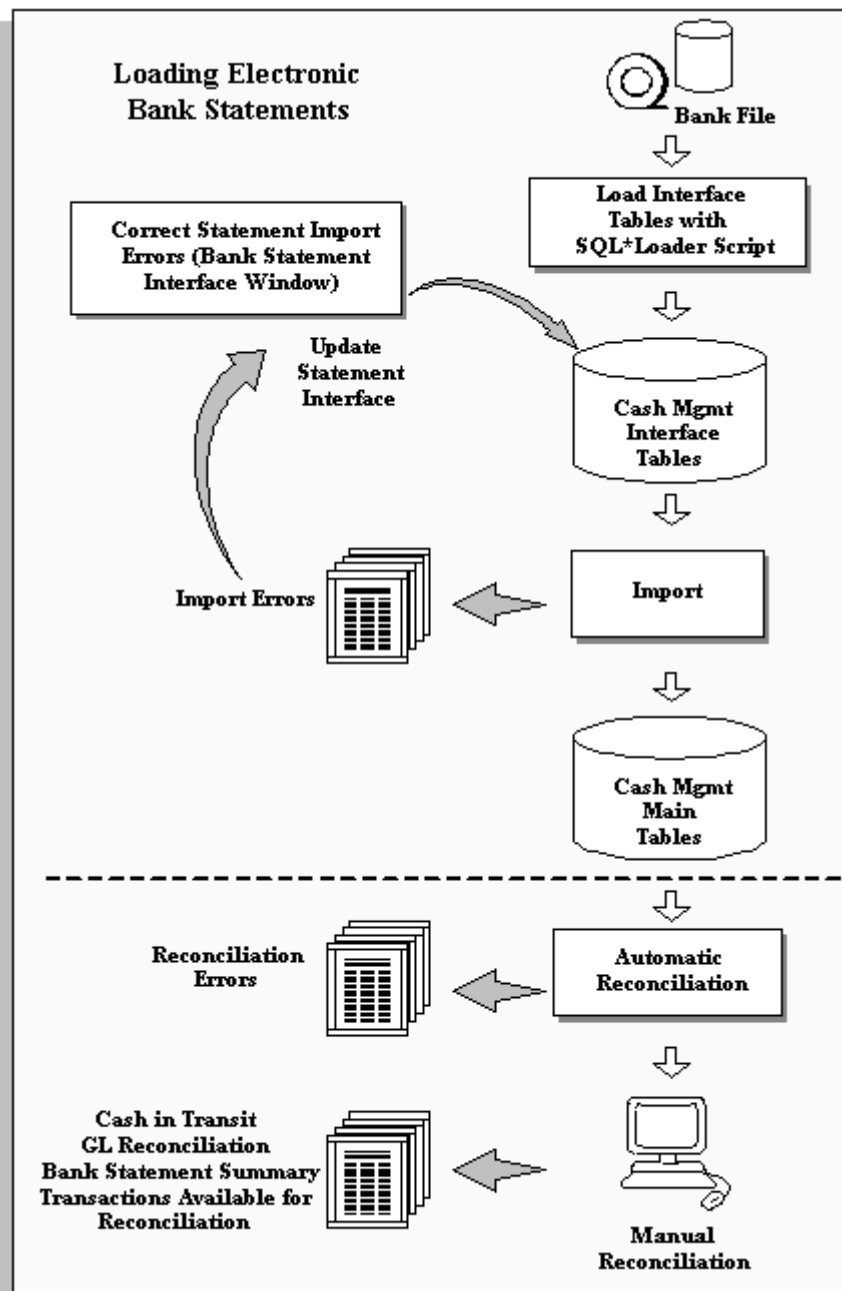 Loading Electronic
Bank Statements
Bank File
Load Interface
Tables with
SQL*Loader Script
Correct Statement Import
Errors (Bank Statement
Interface Window)
Update
Statement
Interface
Cash Mgmt
Interface
Tables
Import Errors
Import
Cash Mgmt
Main
Tables
Reconciliation
Errors
Automatic
Reconciliation
Cash in Transit
GL Reconciliation
Bank Statement Summary
Transactions Available for
Reconciliation
Manual
Reconciliation